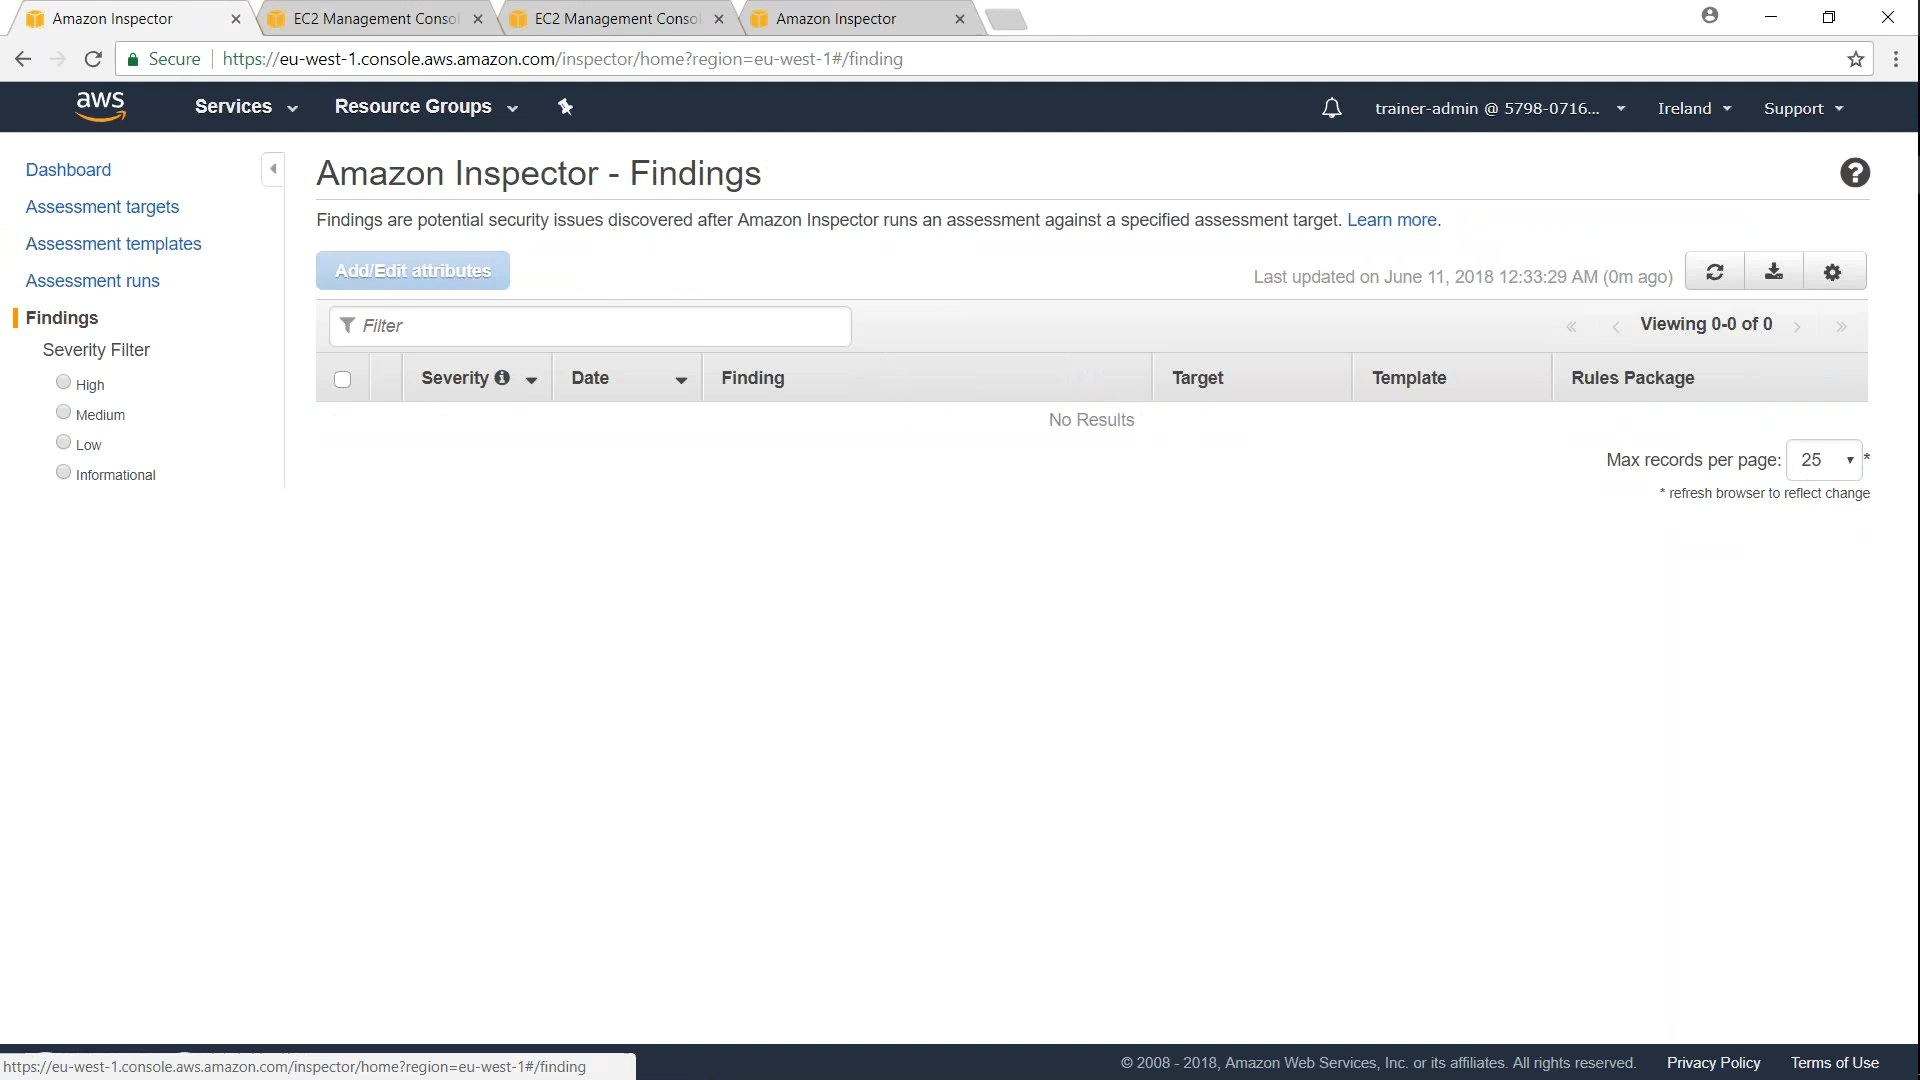 Amazon Inspector
EC2 Management Consol
EC2 Management Consol
Amazon Inspector
Secure
https://eu-west-1.console.aws.amazon.com/inspector/home?region=eu-west-1#/finding
aws
Services
Resource Groups
trainer-admin @ 5798-0716...
Ireland
Support
Dashboard
Assessment targets
Assessment templates
Assessment runs
Findings
Severity Filter
High
Medium
Low
Informational
Amazon Inspector - Findings
Findings are potential security issues discovered after Amazon Inspector runs an assessment against a specified assessment target. Learn more.
Add/Edit attributes
Last updated on June 11, 2018 12:33:29 AM (0m ago)
Filter
« ‹ Viewing 0-0 of 0 › »
Severity Date Finding Target Template Rules Package
No Results
Max records per page: 25 *
* refresh browser to reflect change
https://eu-west-1.console.aws.amazon.com/inspector/home?region=eu-west-1#/finding
© 2008 - 2018, Amazon Web Services, Inc. or its affiliates. All rights reserved. Privacy Policy Terms of Use